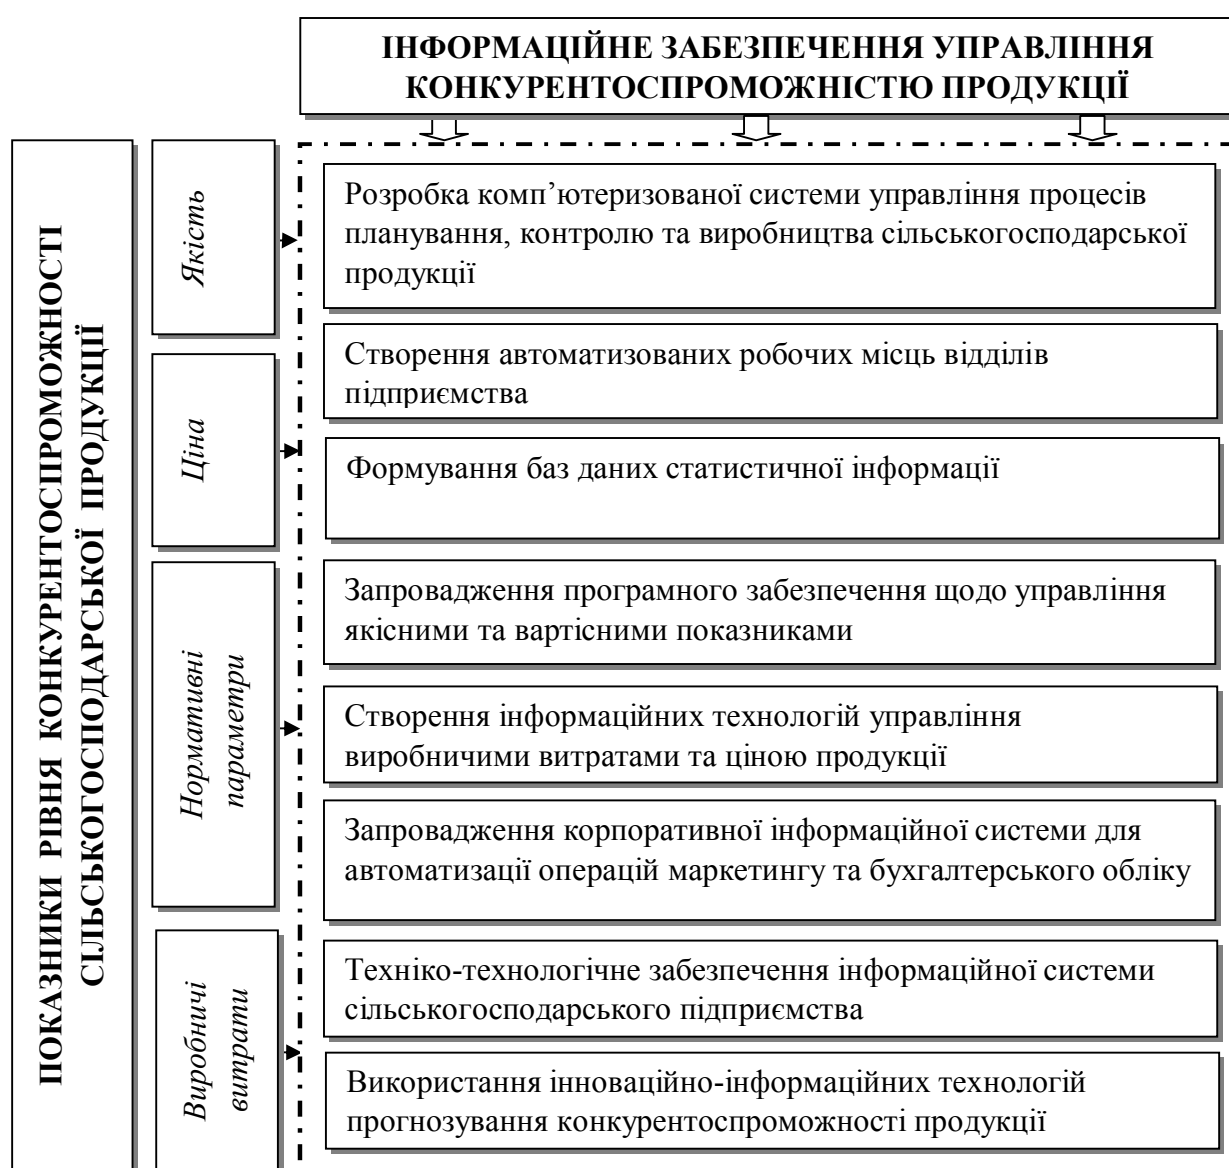 ІНФОРМАЦІЙНЕ ЗАБЕЗПЕЧЕННЯ УПРАВЛІННЯ
КОНКУРЕНТОСПРОМОЖНІСТЮ ПРОДУКЦІЇ
ПОКАЗНИКИ РІВНЯ КОНКУРЕНТОСПРОМОЖНОСТІ
СІЛЬСЬКОГОСПОДАРСЬКОЇ ПРОДУКЦІЇ
Якість
Ціна
Нормативні
параметри
Виробничі
витрати
Розробка комп’ютеризованої системи управління процесів
планування, контролю та виробництва сільськогосподарської
продукції
Створення автоматизованих робочих місць відділів
підприємства
Формування баз даних статистичної інформації
Запровадження програмного забезпечення щодо управління
якісними та вартісними показниками
Створення інформаційних технологій управління
виробничими витратами та ціною продукції
Запровадження корпоративної інформаційної системи для
автоматизації операцій маркетингу та бухгалтерського обліку
Техніко-технологічне забезпечення інформаційної системи
сільськогосподарського підприємства
Використання інноваційно-інформаційних технологій
прогнозування конкурентоспроможності продукції